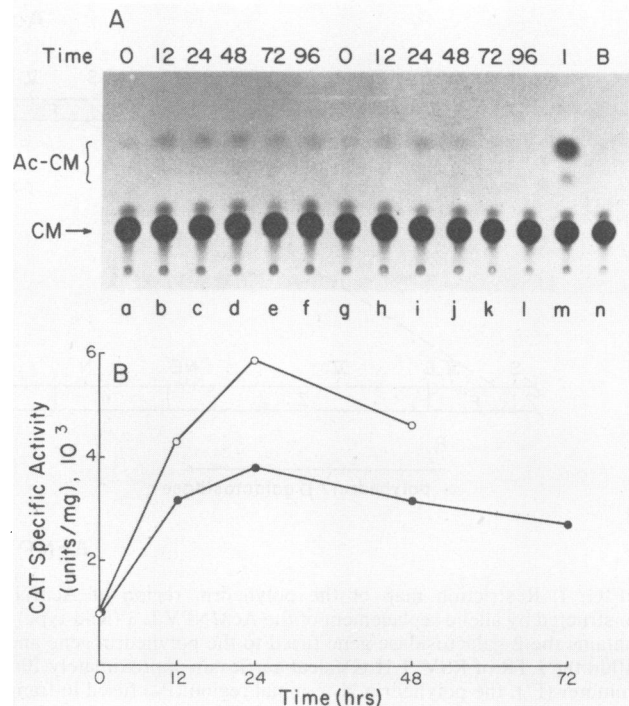 A
Time 0 12 24 48 72 96 0 12 24 48 72 96 I B
Ac-CM
CM
a b c d e f g h i j k l m n
B
CAT Specific Activity
(units/mg), 10 3
6
4
2
0 12 24 48 72
Time (hrs)